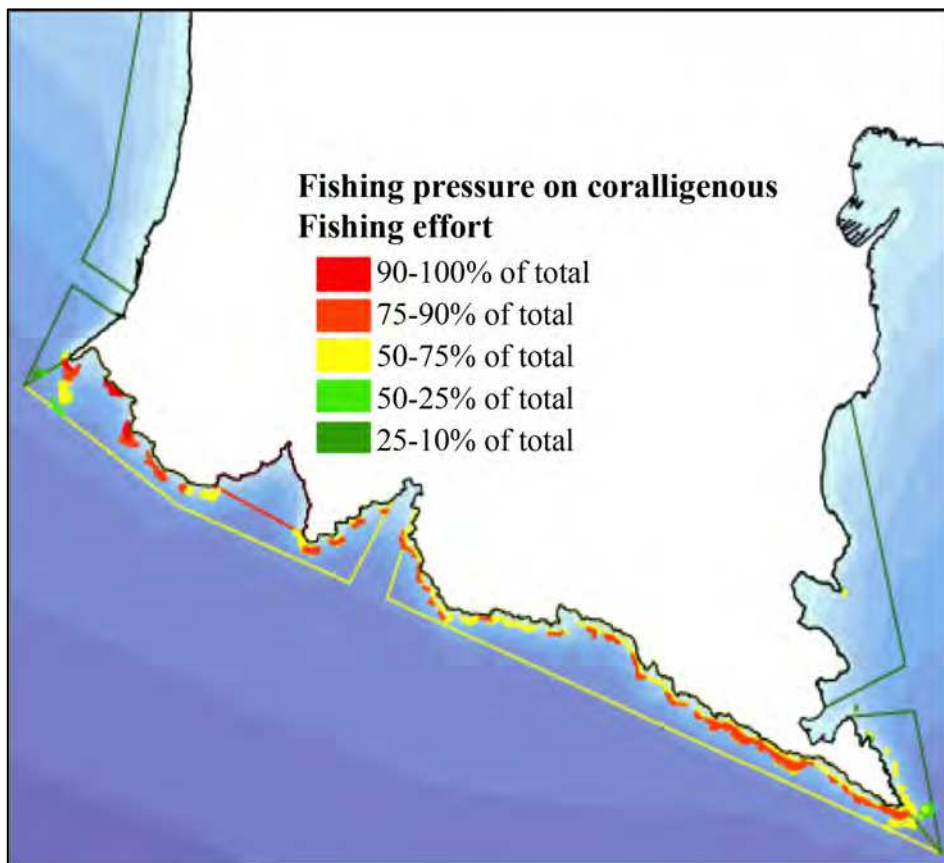 Fishing pressure on coralligenous
Fishing effort
90-100% of total
75-90% of total
50-75% of total
50-25% of total
25-10% of total